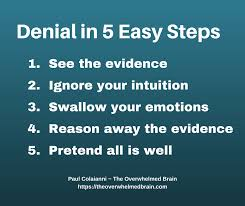 Denial in 5 Easy Steps
1. See the evidence
2. Ignore your intuition
3. Swallow your emotions
4. Reason away the evidence
5. Pretend all is well
Paul Colaianni ~ The Overwhelmed Brain
https://theoverwhelmedbrain.com